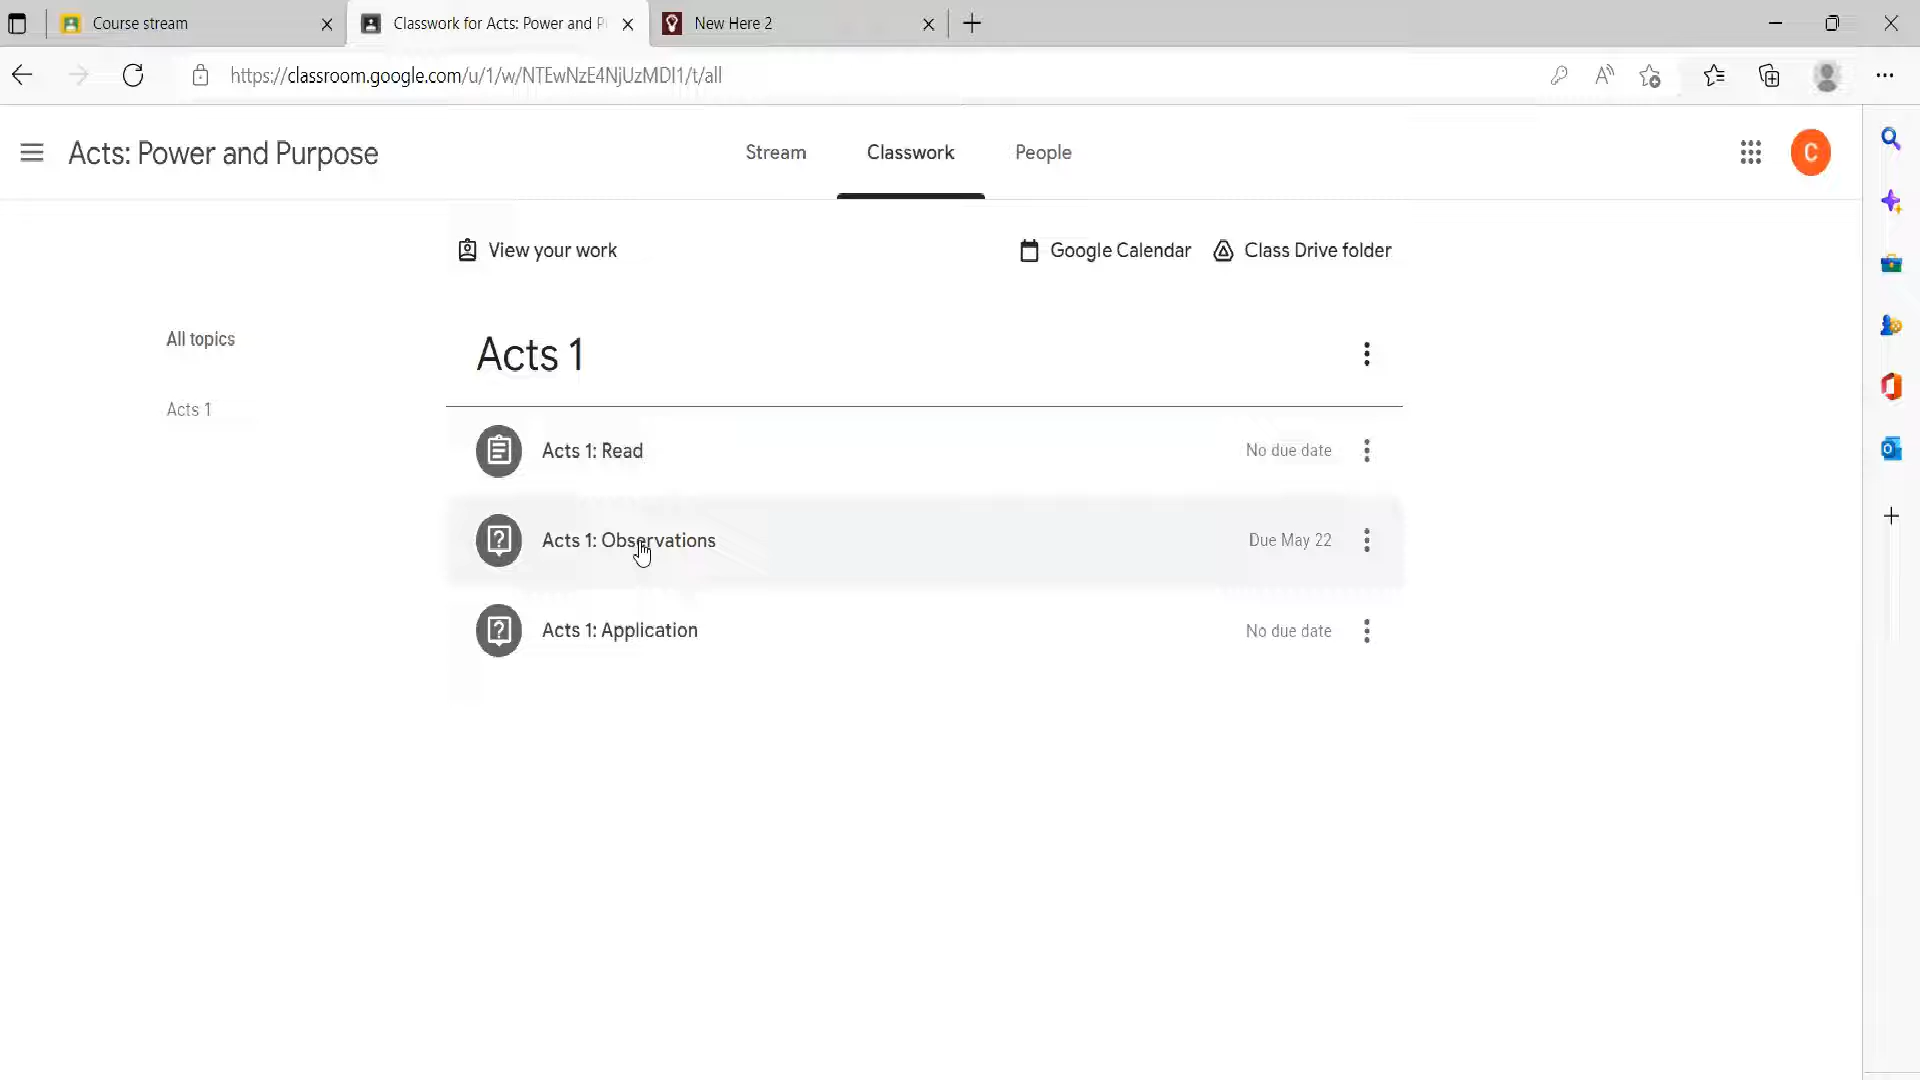 Course stream
Classwork for Acts: Power and P
New Here 2
https://classroom.google.com/u/1/w/NTEwNzE4NjUzMDI1/t/all
Acts: Power and Purpose
Stream
Classwork
People
C
View your work
Google Calendar
Class Drive folder
All topics
Acts 1
Acts 1
Acts 1: Read
No due date
Acts 1: Observations
Due May 22
Acts 1: Application
No due date